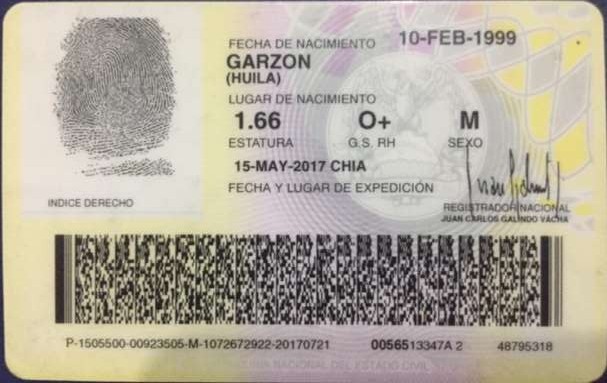 FECHA DE NACIMIENTO 10-FEB-1999
GARZON
(HUILA)
LUGAR DE NACIMIENTO
1.66 O+ M
ESTATURA G.S. RH SEXO
15-MAY-2017 CHIA
FECHA Y LUGAR DE EXPEDICIÓN
INDICE DERECHO
REGISTRADOR NACIONAL
JUAN CARLOS GALINDO VÁCHA
P-1505500-00923505-M-1072672922-20170721 0056513347A 2 48795318
NACIONAL DEL ESTADO CIVIL